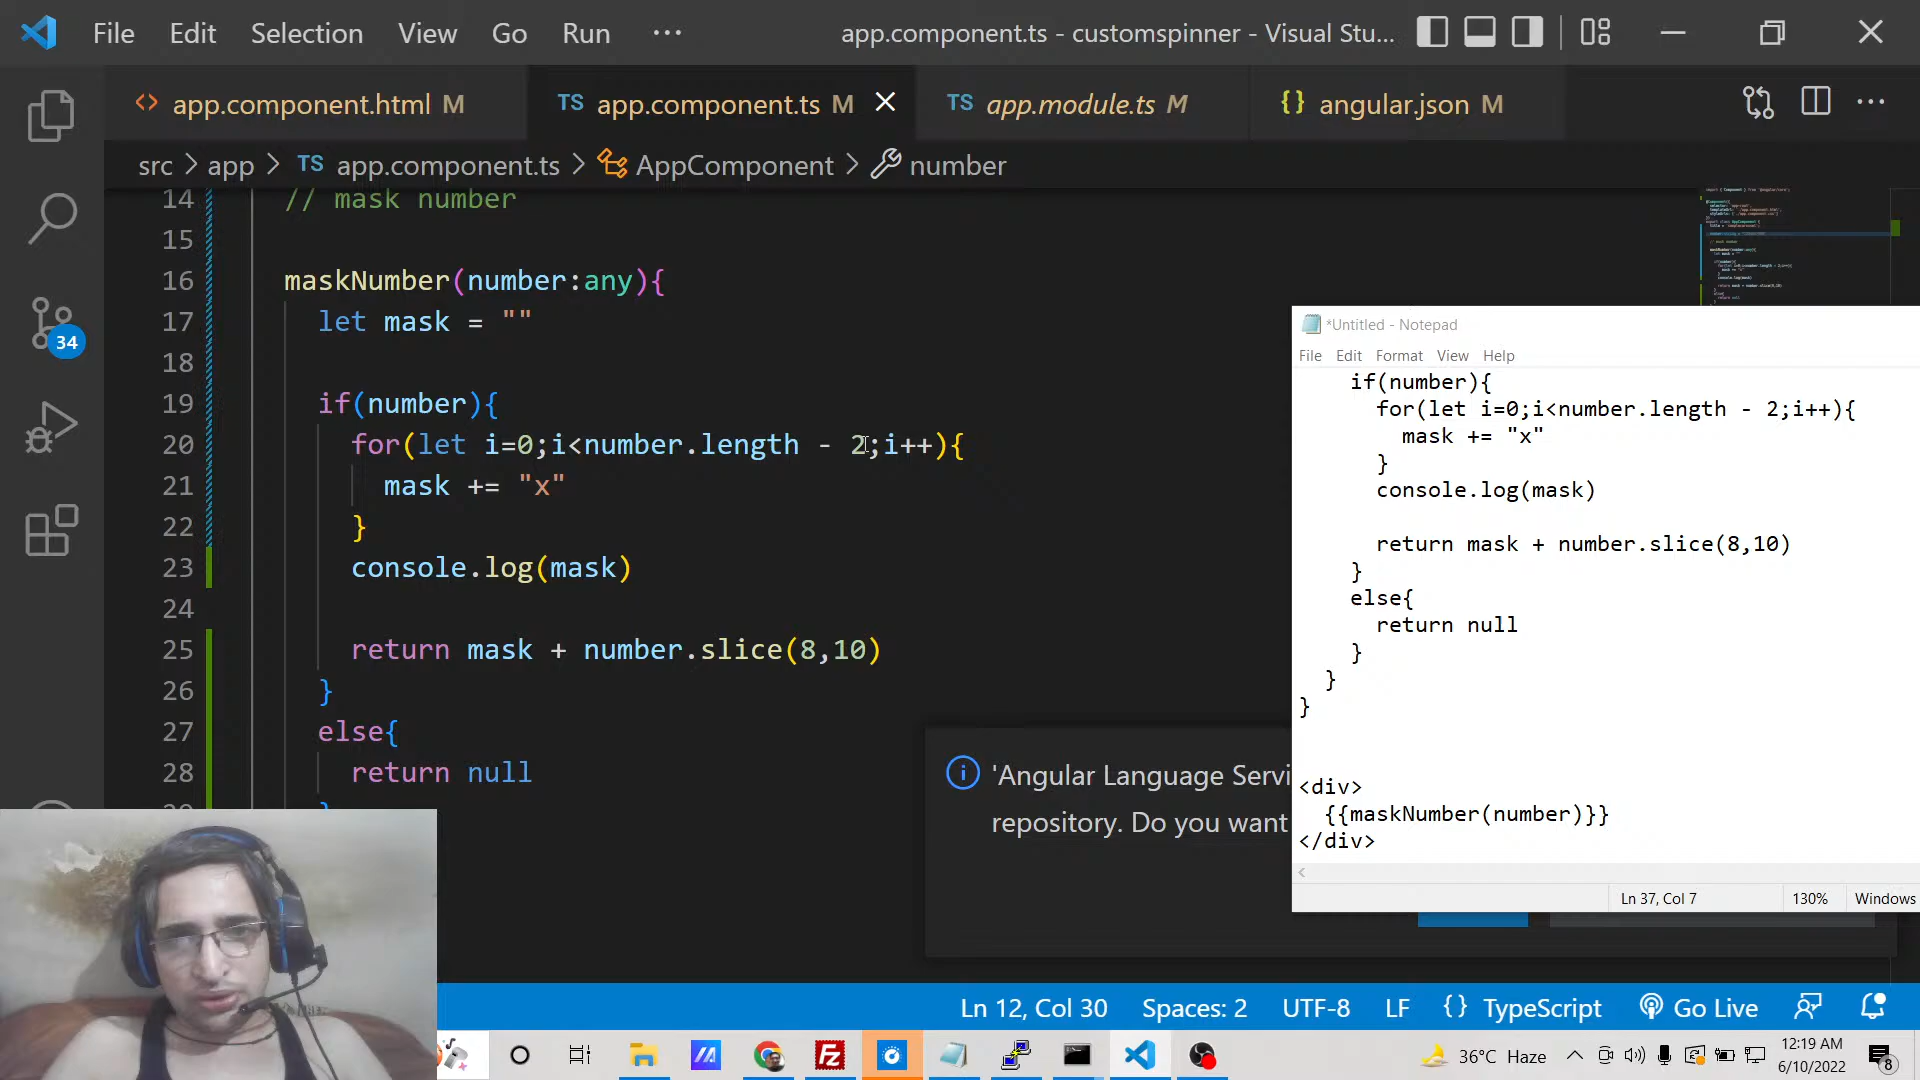 File Edit Selection View Go Run ··· app.component.ts - customspinner - Visual Stu...
app.component.html M
TS app.component.ts M
TS app.module.ts M
{} angular.json M
src > app > TS app.component.ts > AppComponent > number
14 // mask number
15
16 maskNumber(number:any){
17 let mask = ""
18
19 if(number){
20 for(let i=0;i<number.length - 2;i++){
21 mask += "x"
22 }
23 console.log(mask)
24
25 return mask + number.slice(8,10)
26 }
27 else{
28 return null
34
'Angular Language Servi
repository. Do you want
*Untitled - Notepad
File Edit Format View Help
if(number){
for(let i=0;i<number.length - 2;i++){
mask += "x"
}
console.log(mask)
return mask + number.slice(8,10)
}
else{
return null
}
}
}
<div>
{{maskNumber(number)}}
</div>
Ln 37, Col 7 130% Windows
Ln 12, Col 30 Spaces: 2 UTF-8 LF {} TypeScript Go Live
36°C Haze
12:19 AM
6/10/2022
8